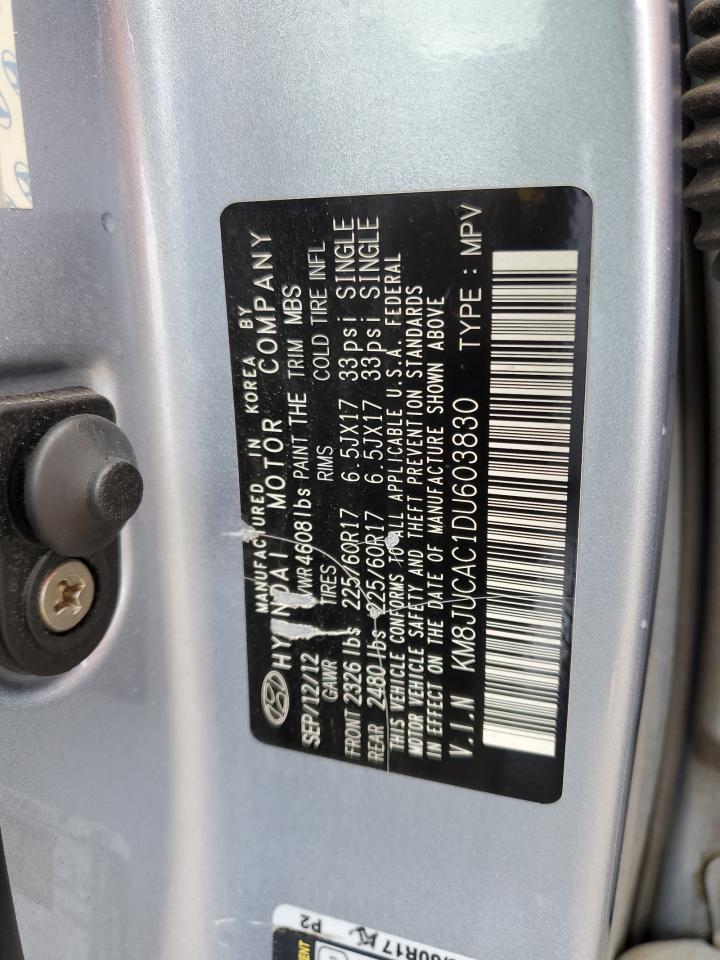 MANUFACTURED IN KOREA BY
HYUNDAI MOTOR COMPANY
SEP/12/12 GVWR 4608lbs PAINT THE TRIM MBS
GAWR TIRES RIMS COLD TIRE INFL
FRONT 2326 lbs 225/60R17 6.5JX17 33psi SINGLE
REAR 2480 lbs 225/60R17 6.5JX17 33psi SINGLE
THIS VEHICLE CONFORMS TO ALL APPLICABLE U.S.A. FEDERAL
MOTOR VEHICLE SAFETY AND THEFT PREVENTION STANDARDS
IN EFFECT ON THE DATE OF MANUFACTURE SHOWN ABOVE
V.I.N KM8JUCAC1DU603830 TYPE : MPV
P2